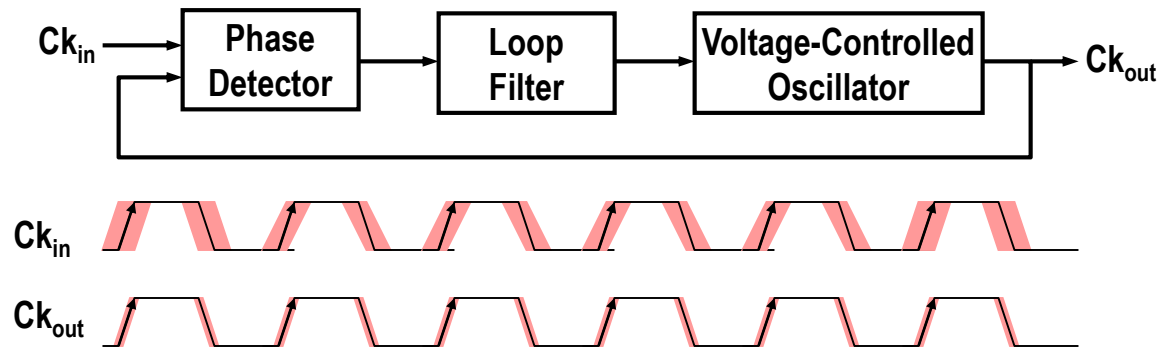 Ck_in
Phase
Detector
Loop
Filter
Voltage-Controlled
Oscillator
Ck_out
Ck_in
Ck_out